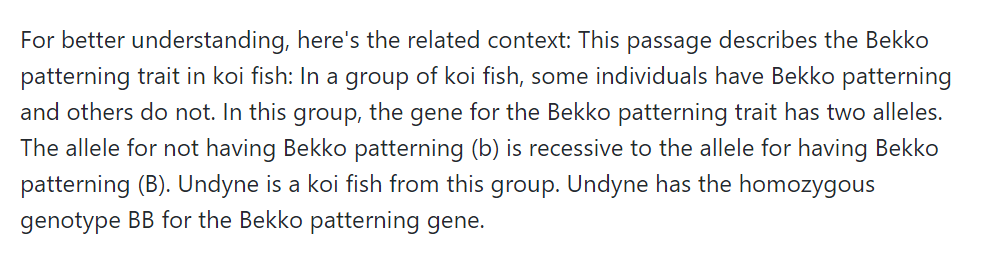 For better understanding, here's the related context: This passage describes the Bekko
patterning trait in koi fish: In a group of koi fish, some individuals have Bekko patterning
and others do not. In this group, the gene for the Bekko patterning trait has two alleles.
The allele for not having Bekko patterning (b) is recessive to the allele for having Bekko
patterning (B). Undyne is a koi fish from this group. Undyne has the homozygous
genotype BB for the Bekko patterning gene.